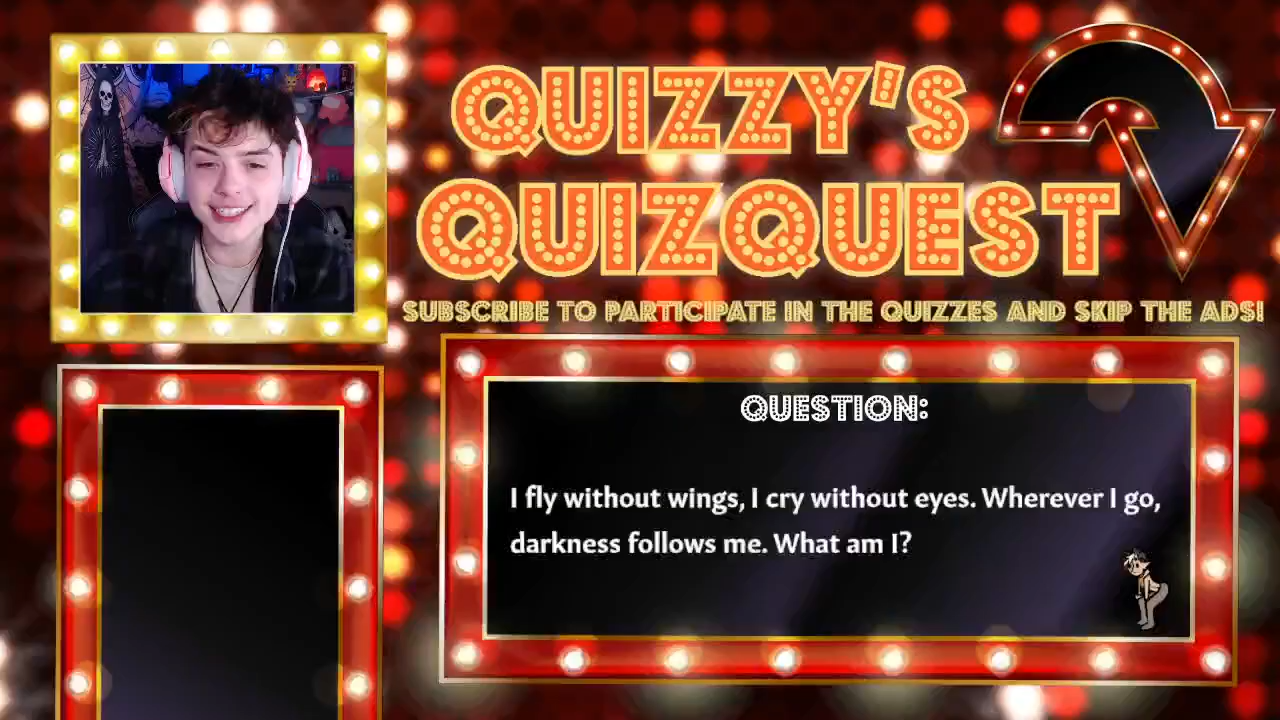 QUIZZY'S
QUIZQUEST
SUBSCRIBE TO PARTICIPATE IN THE QUIZZES AND SKIP THE ADS!
QUESTION:
I fly without wings, I cry without eyes. Wherever I go,
darkness follows me. What am I?